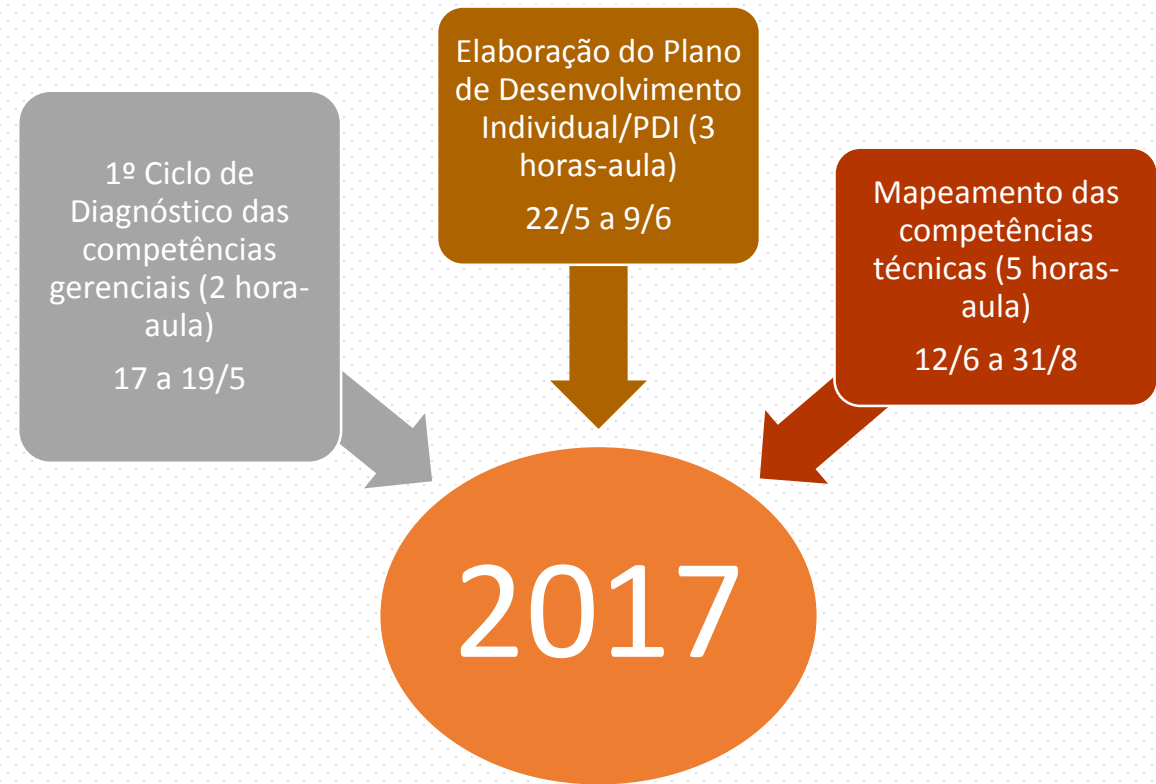 1º Ciclo de
Diagnóstico das
competências
gerenciais (2 hora-
aula)
17 a 19/5
Elaboração do Plano
de Desenvolvimento
Individual/PDI (3
horas-aula)
22/5 a 9/6
Mapeamento das
competências
técnicas (5 horas-
aula)
12/6 a 31/8
2017